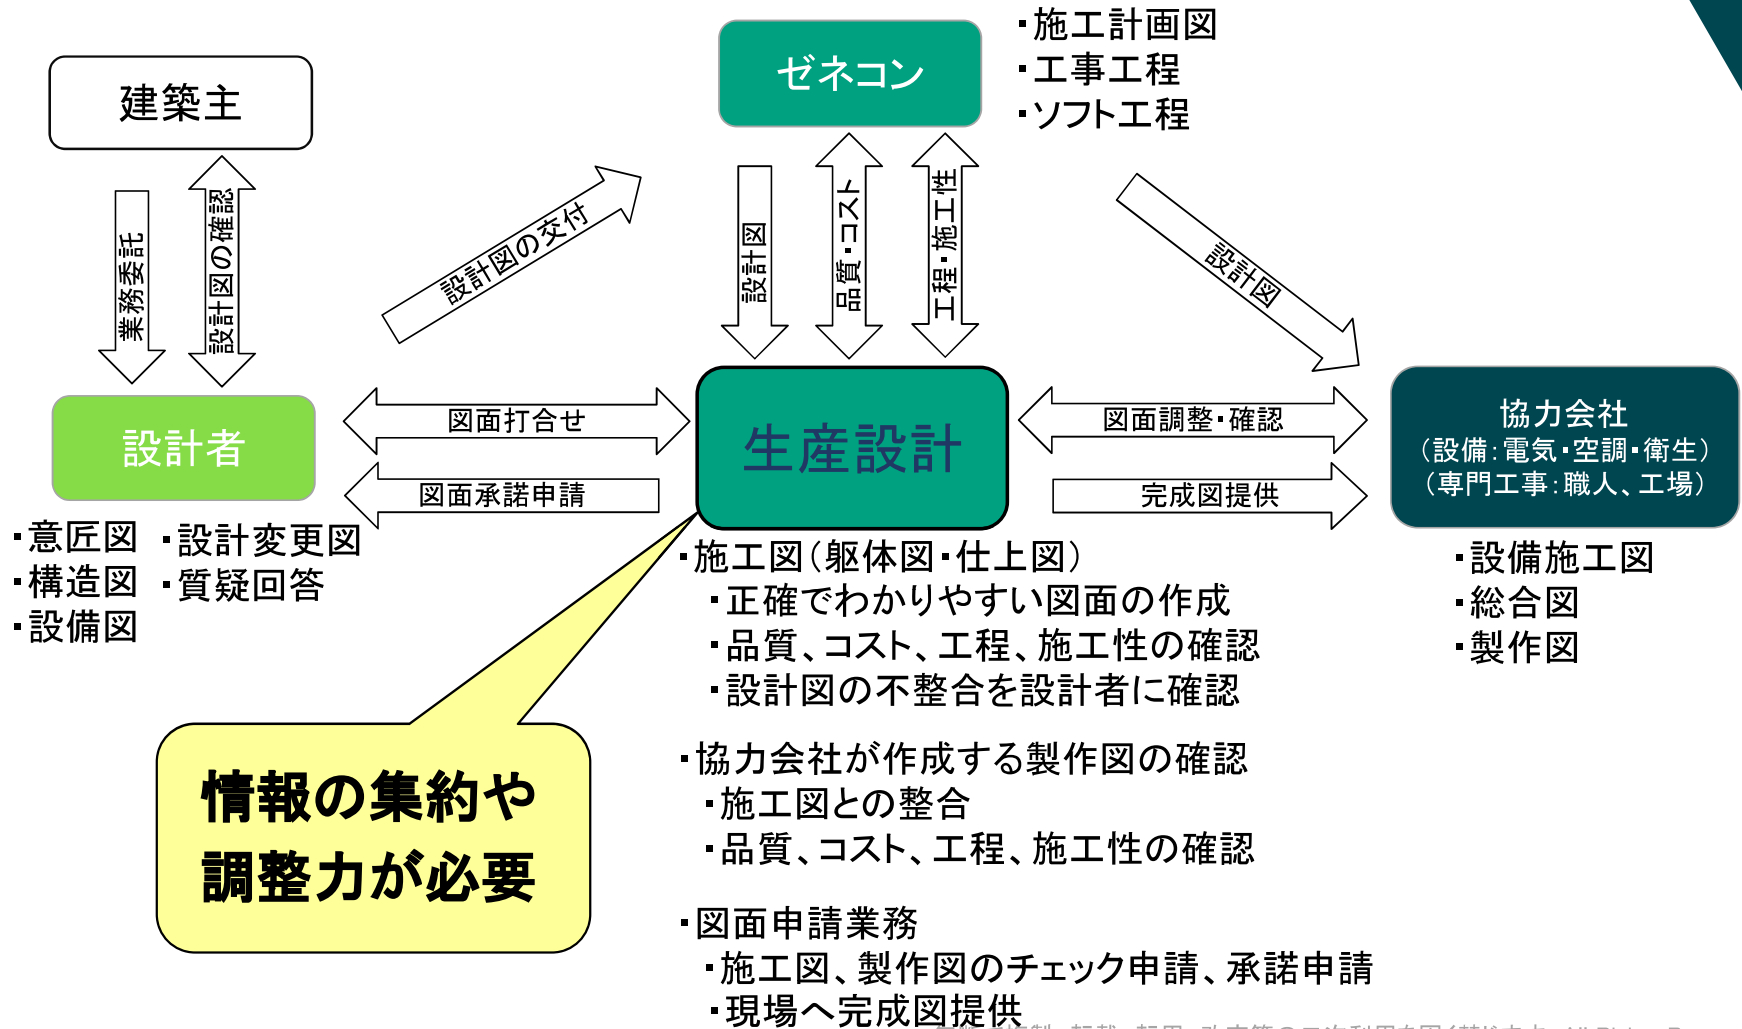 建築主
業務委託
設計図の確認
設計者
・意匠図
・構造図
・設備図
・設計変更図
・質疑回答
設計図の交付
ゼネコン
・施工計画図
・工事工程
・ソフト工程
設計図
品質・コスト
工程・施工性
設計図
図面打合せ
図面承諾申請
生産設計
図面調整・確認
完成図提供
協力会社
(設備:電気・空調・衛生)
(専門工事:職人、工場)
・設備施工図
・総合図
・製作図
・施工図(躯体図・仕上図)
・正確でわかりやすい図面の作成
・品質、コスト、工程、施工性の確認
・設計図の不整合を設計者に確認
・協力会社が作成する製作図の確認
・施工図との整合
・品質、コスト、工程、施工性の確認
・図面申請業務
・施工図、製作図のチェック申請、承諾申請
・現場へ完成図提供
情報の集約や
調整力が必要